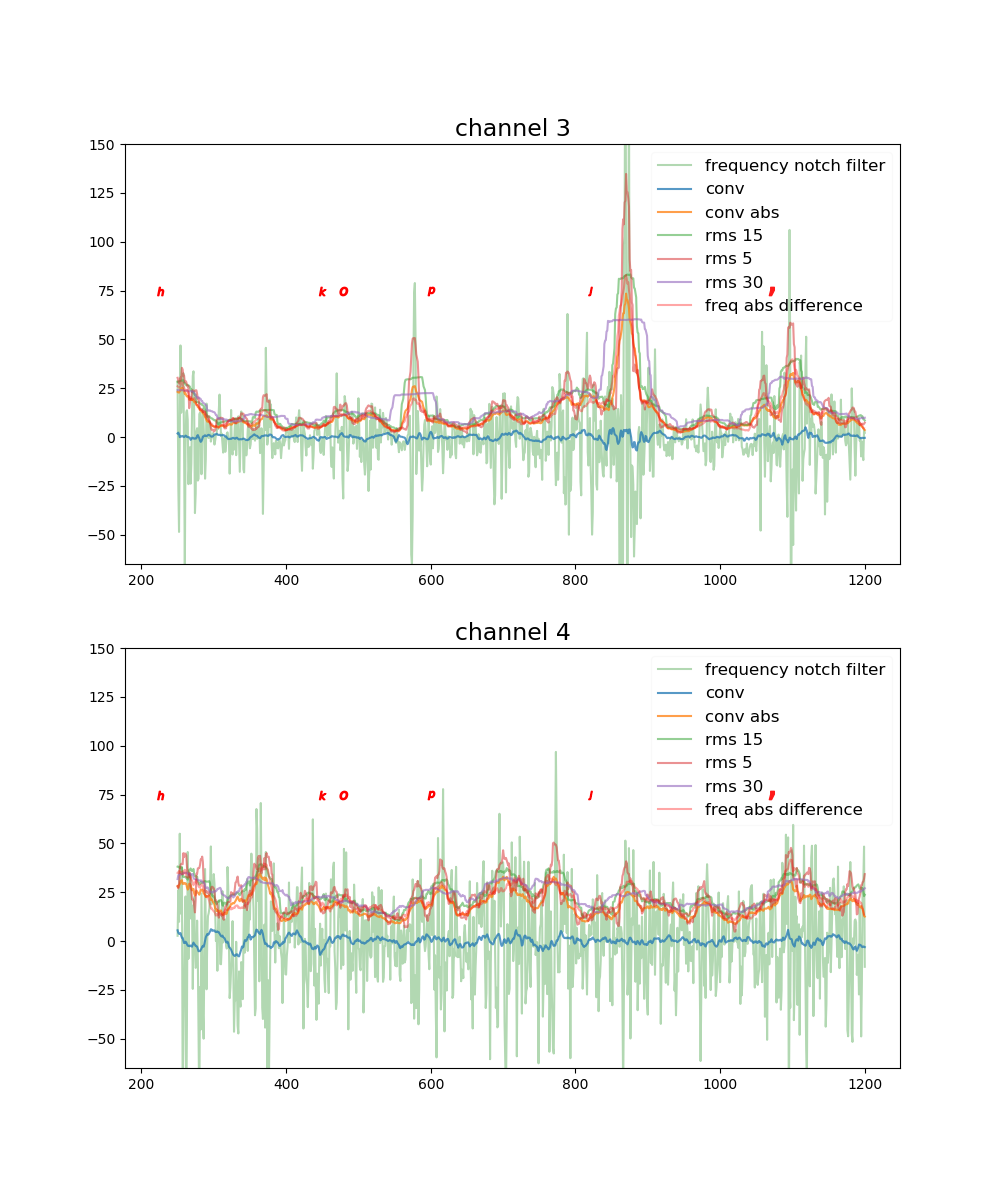 channel 3
150
125
100
75
50
25
0
−25
−50
frequency notch filter
conv
conv abs
rms 15
rms 5
rms 30
freq abs difference
h k O p j
200 400 600 800 1000 1200
channel 4
150
125
100
75
50
25
0
−25
−50
frequency notch filter
conv
conv abs
rms 15
rms 5
rms 30
freq abs difference
h k O p j
200 400 600 800 1000 1200